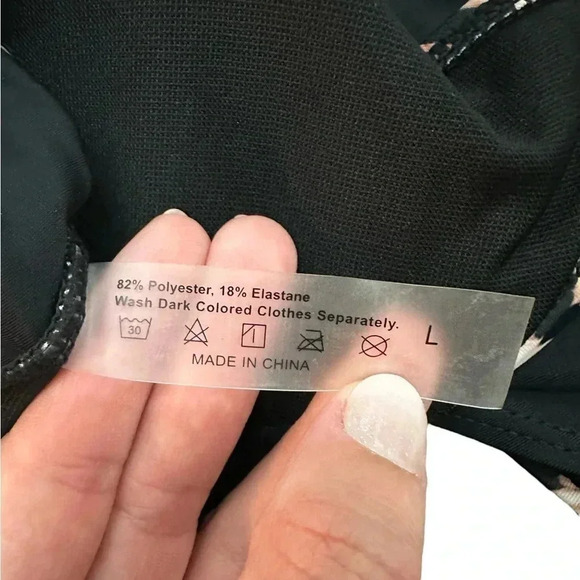 82% Polyester, 18% Elastane
Wash Dark Colored Clothes Separately.
30
L
MADE IN CHINA